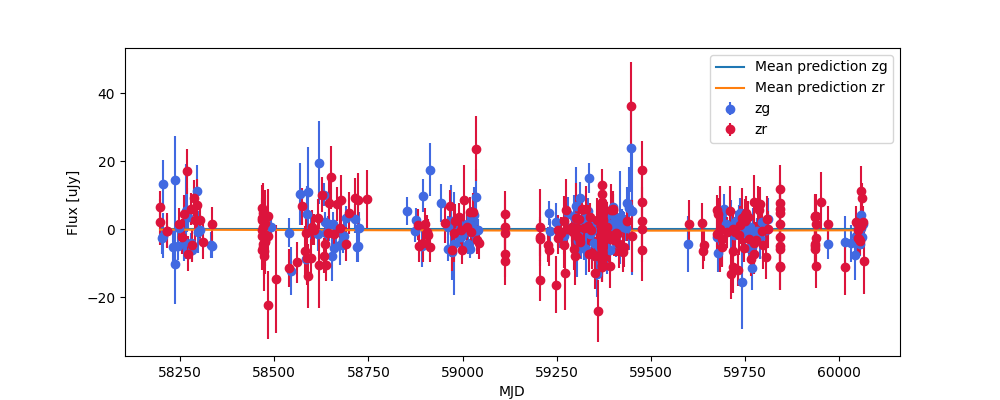 Mean prediction zg
Mean prediction zr
zg
zr
Flux [uJy]
40
20
0
−20
58250 58500 58750 59000 59250 59500 59750 60000
MJD